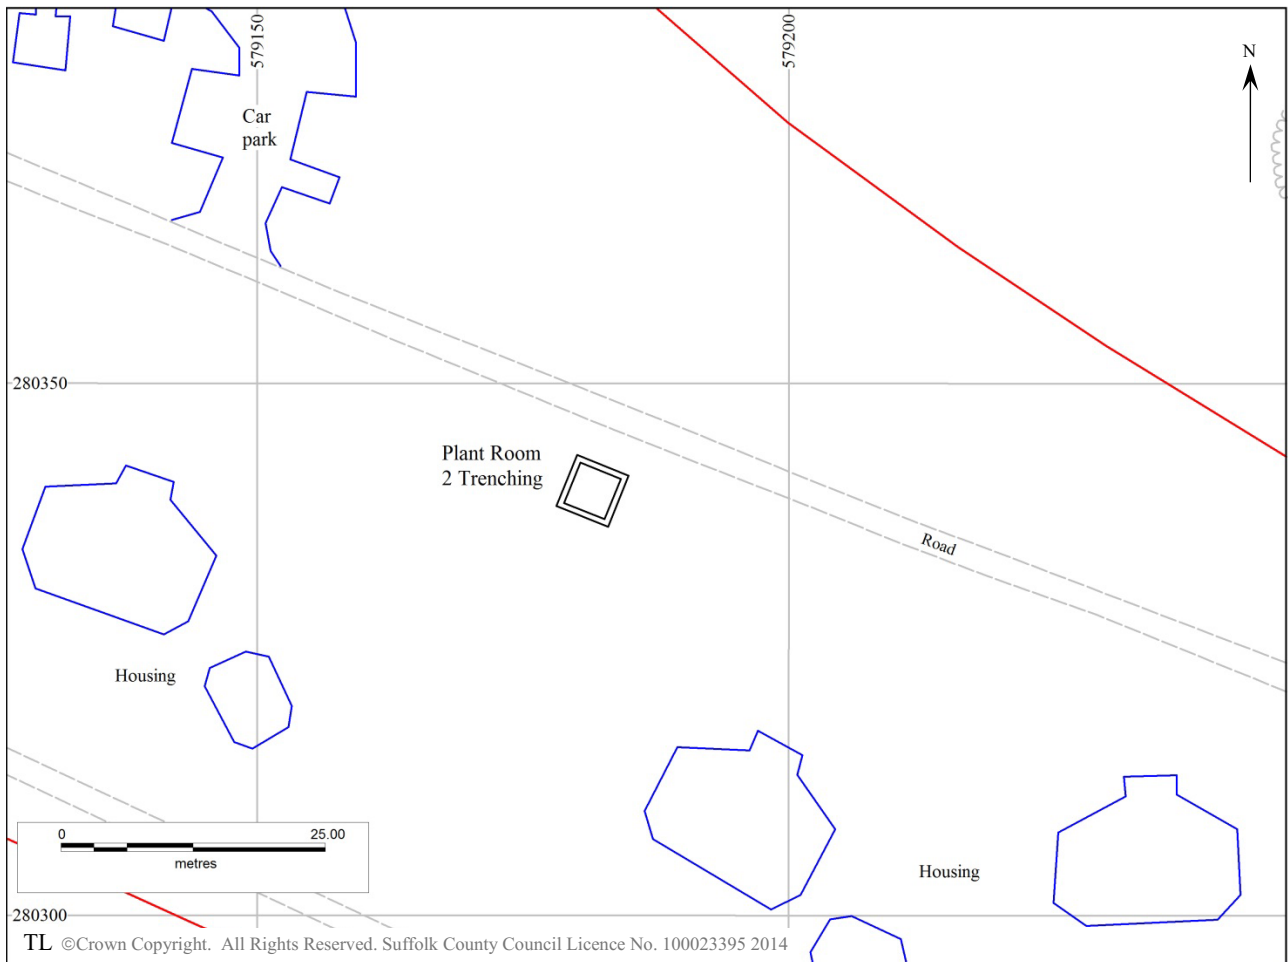 579150
579200
N
Car
park
280350
Plant Room
2 Trenching
Road
Housing
0 25.00
metres
Housing
280300
TL ©Crown Copyright. All Rights Reserved. Suffolk County Council Licence No. 100023395 2014